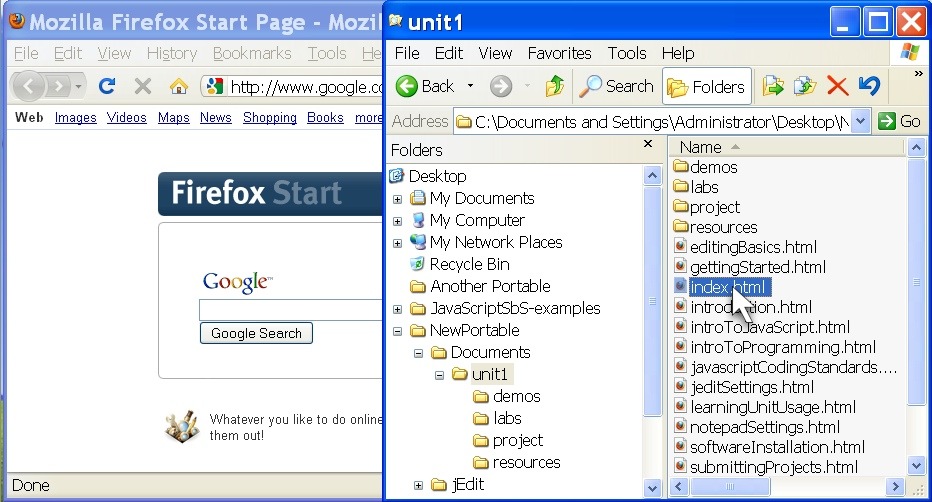 Mozilla Firefox Start Page - Mozi
File Edit View History Bookmarks Tools He
http://www.google.co
Web Images Videos Maps News Shopping Books more
Firefox Start
Google™
Google Search
Whatever you like to do online
them out!
Done
unit1
File Edit View Favorites Tools Help
Back Search Folders »
Address C:\Documents and Settings\Administrator\Desktop\N Go
Folders
Desktop
My Documents
My Computer
My Network Places
Recycle Bin
Another Portable
JavaScriptSbS-examples
NewPortable
Documents
unit1
demos
labs
project
resources
jEdit
Name
demos
labs
project
resources
editingBasics.html
gettingStarted.html
index.html
introduction.html
introToJavaScript.html
introToProgramming.html
javascriptCodingStandards....
jeditSettings.html
learningUnitUsage.html
notepadSettings.html
softwareInstallation.html
submittingProjects.html